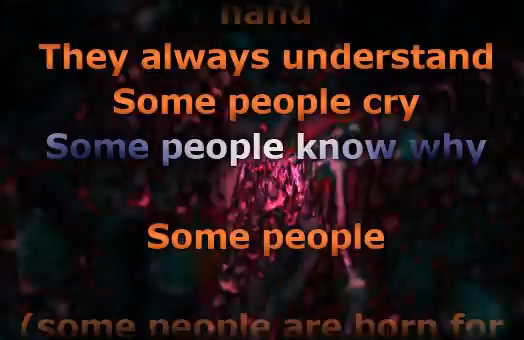 hand
They always understand
Some people cry
Some people know why
Some people
(some people are born for